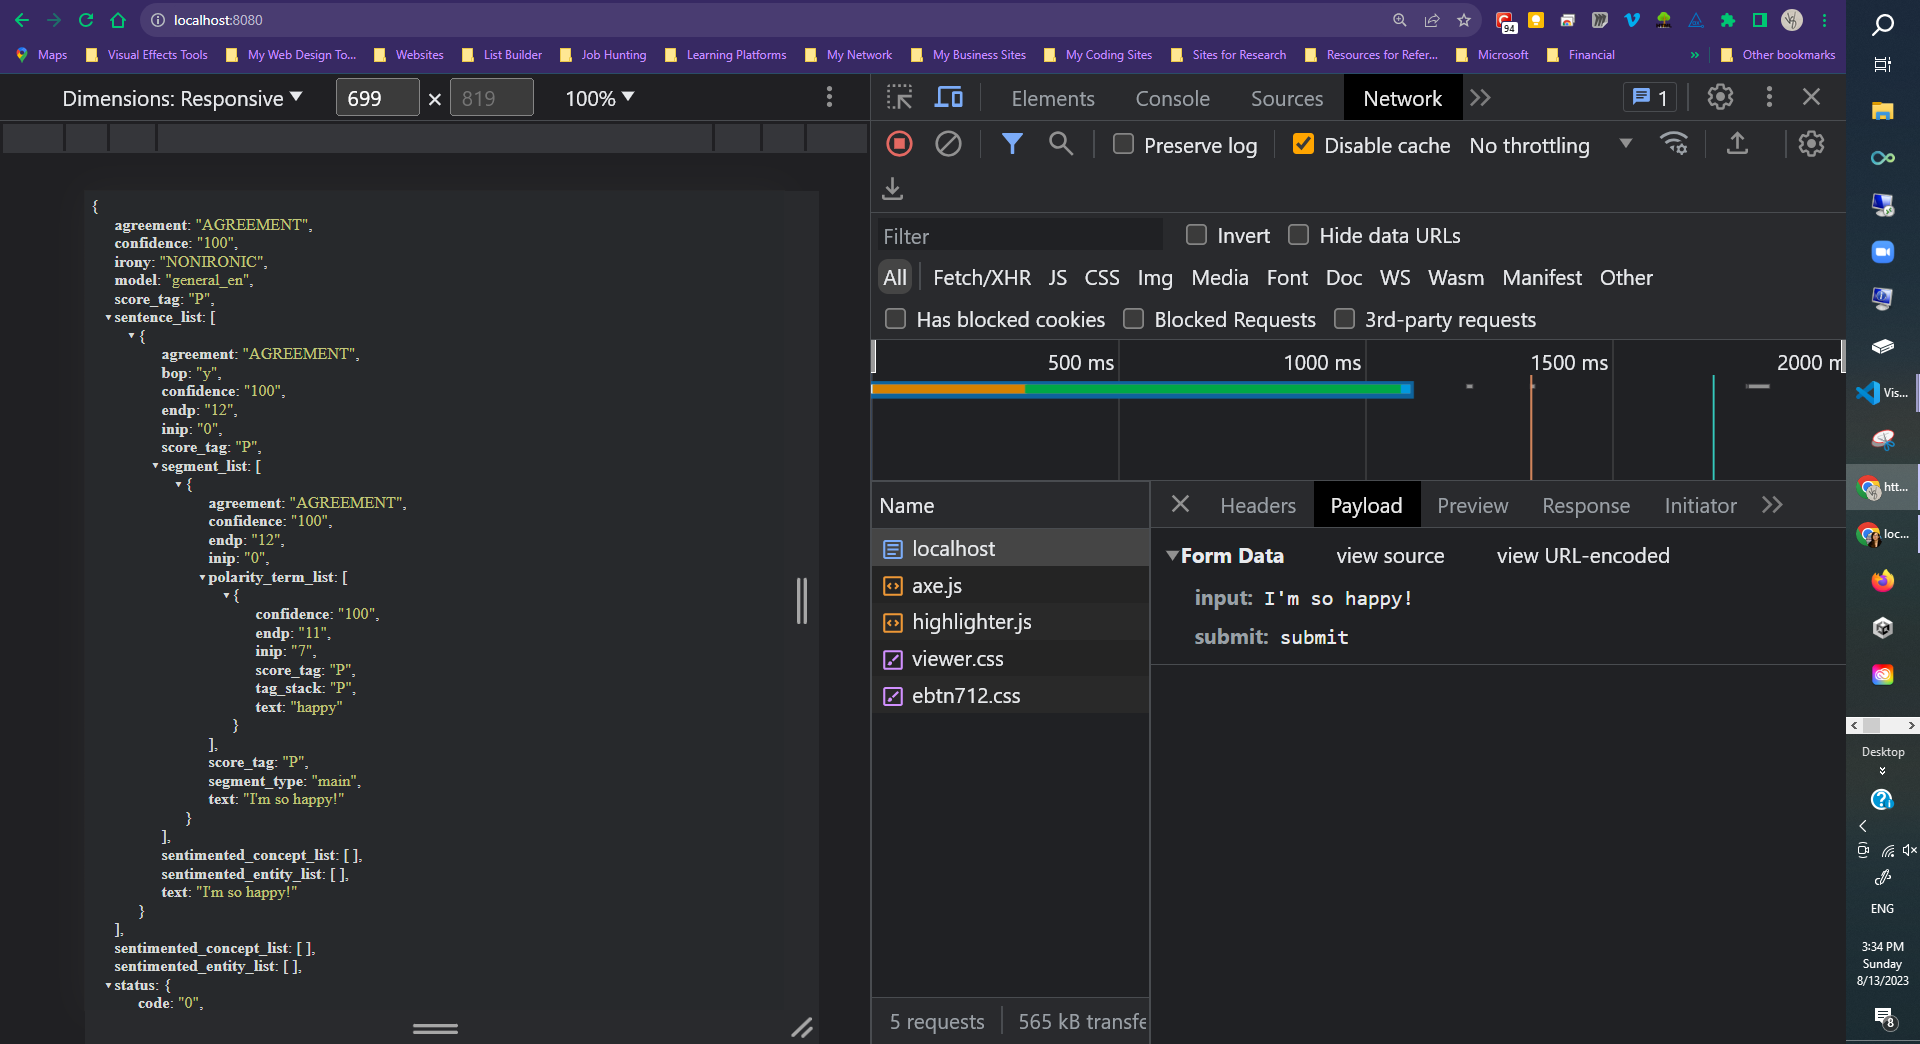 localhost:8080
94
Maps Visual Effects Tools My Web Design To... Websites List Builder Job Hunting Learning Platforms My Network My Business Sites My Coding Sites Sites for Research Resources for Refer... Microsoft Financial » Other bookmarks
Dimensions: Responsive 699 × 819 100%
{
agreement: "AGREEMENT",
confidence: "100",
irony: "NONIRONIC",
model: "general_en",
score_tag: "P",
sentence_list: [
{
agreement: "AGREEMENT",
bop: "y",
confidence: "100",
endp: "12",
inip: "0",
score_tag: "P",
segment_list: [
{
agreement: "AGREEMENT",
confidence: "100",
endp: "12",
inip: "0",
polarity_term_list: [
{
confidence: "100",
endp: "11",
inip: "7",
score_tag: "P",
tag_stack: "P",
text: "happy"
}
],
score_tag: "P",
segment_type: "main",
text: "I'm so happy!"
}
],
sentimented_concept_list: [ ],
sentimented_entity_list: [ ],
text: "I'm so happy!"
}
],
sentimented_concept_list: [ ],
sentimented_entity_list: [ ],
status: {
code: "0",
Elements Console Sources Network 1
Preserve log Disable cache No throttling
Filter Invert Hide data URLs
All Fetch/XHR JS CSS Img Media Font Doc WS Wasm Manifest Other
Has blocked cookies Blocked Requests 3rd-party requests
500 ms 1000 ms 1500 ms 2000 m
Name
localhost
axe.js
highlighter.js
viewer.css
ebtn712.css
5 requests 565 kB transfe
Headers Payload Preview Response Initiator
Form Data view source view URL-encoded
input: I'm so happy!
submit: submit
Vis...
htt...
loc...
Desktop
ENG
3:34 PM
Sunday
8/13/2023
8